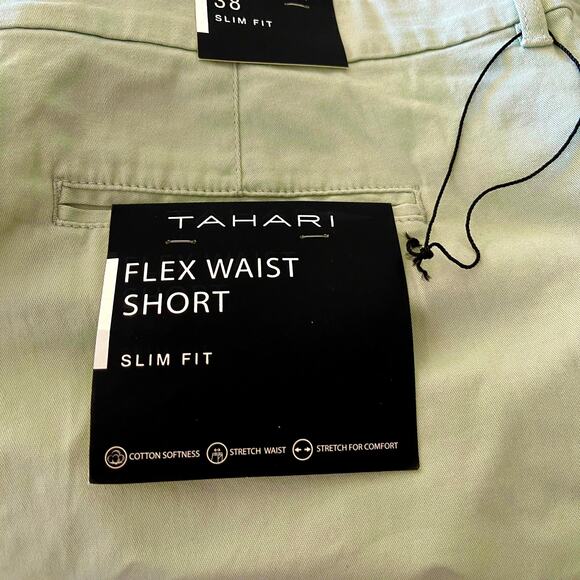 38
SLIM FIT
TAHARI
FLEX WAIST
SHORT
SLIM FIT
COTTON SOFTNESS STRETCH WAIST STRETCH FOR COMFORT